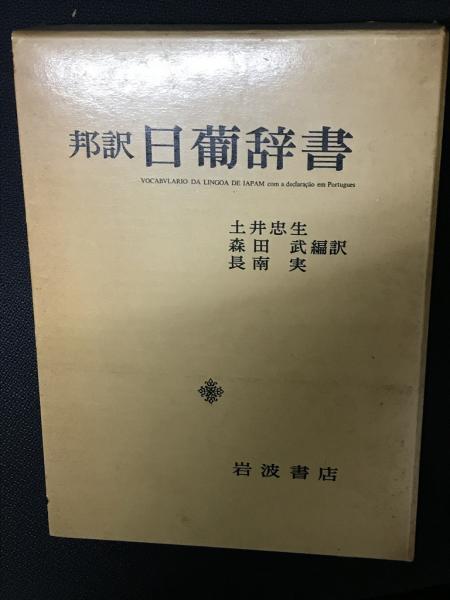 邦訳 日葡辞書
VOCABVLARIO DA LINGOA DE IAPAM com a declaração em Portugues
土井忠生
森田 武 編訳
長南 実
岩波書店